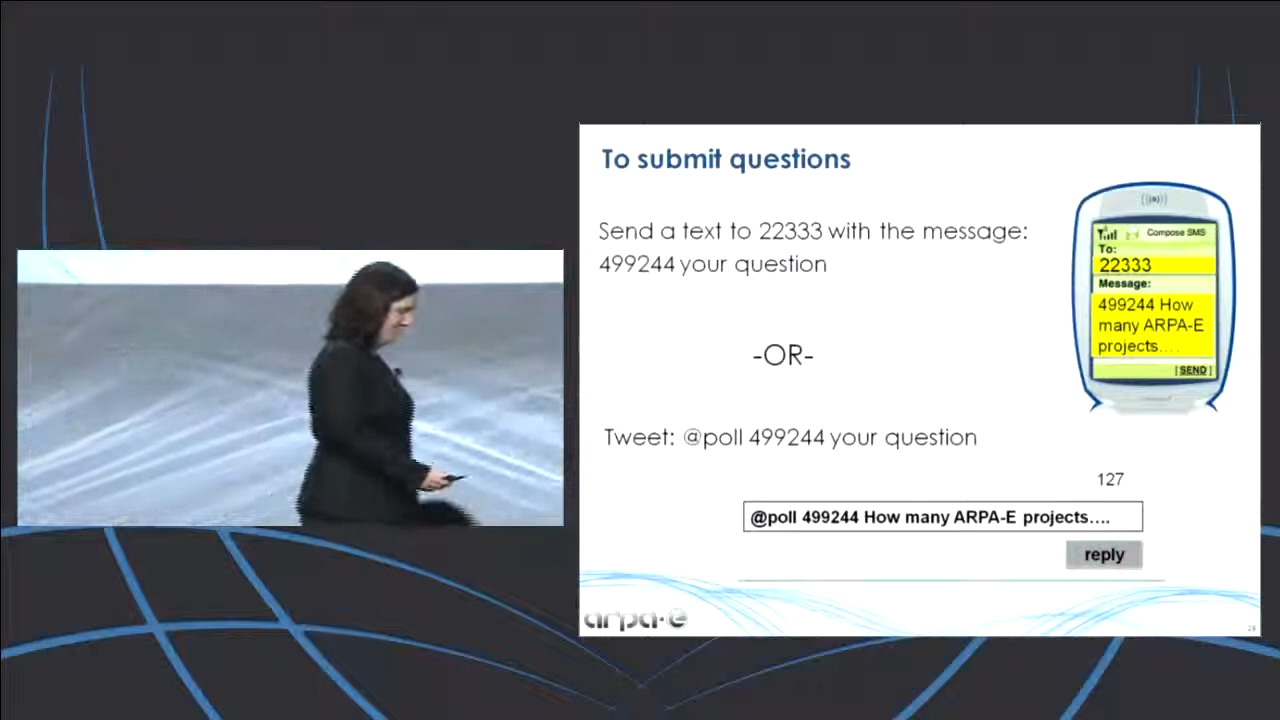 To submit questions
Send a text to 22333 with the message:
499244 your question
-OR-
Tweet: @poll 499244 your question
127
@poll 499244 How many ARPA-E projects....
reply
Compose SMS
To:
22333
Message:
499244 How
many ARPA-E
projects....
[SEND]
arpa·e